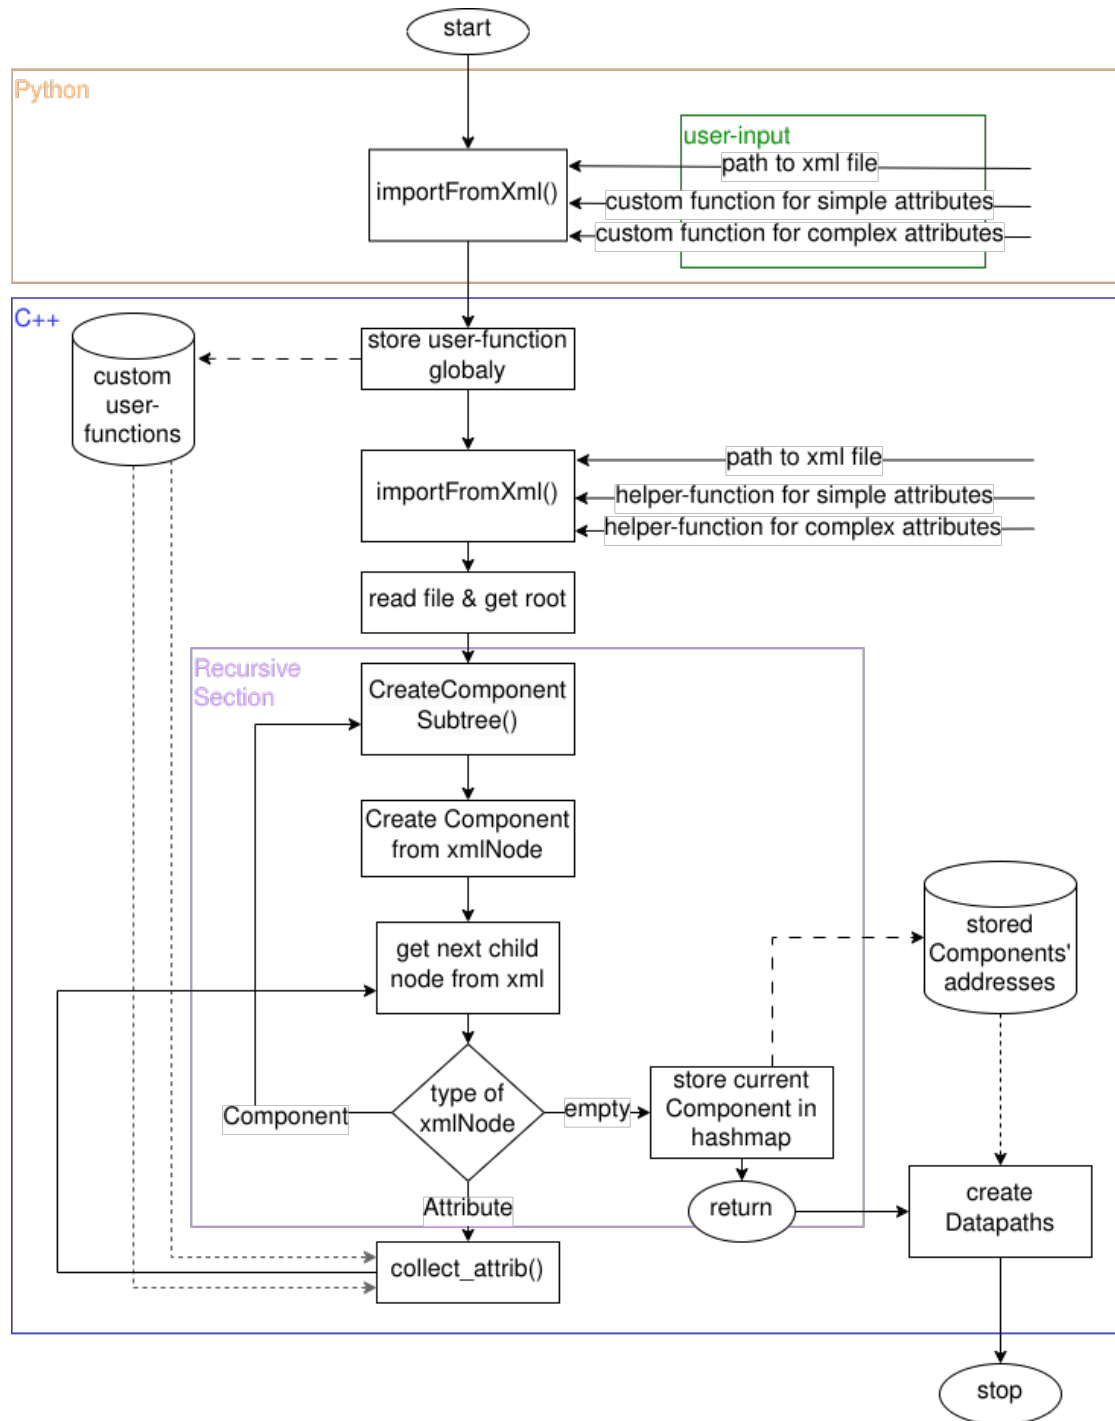 start
Python
user-input
path to xml file
importFromXml()
custom function for simple attributes
custom function for complex attributes
C++
store user-function
globaly
custom
user-
functions
path to xml file
importFromXml()
helper-function for simple attributes
helper-function for complex attributes
read file & get root
Recursive
Section
CreateComponent
Subtree()
Create Component
from xmlNode
get next child
node from xml
stored
Components'
addresses
type of
xmlNode
Component
empty
store current
Component in
hashmap
Attribute
return
create
Datapaths
collect_attrib()
stop